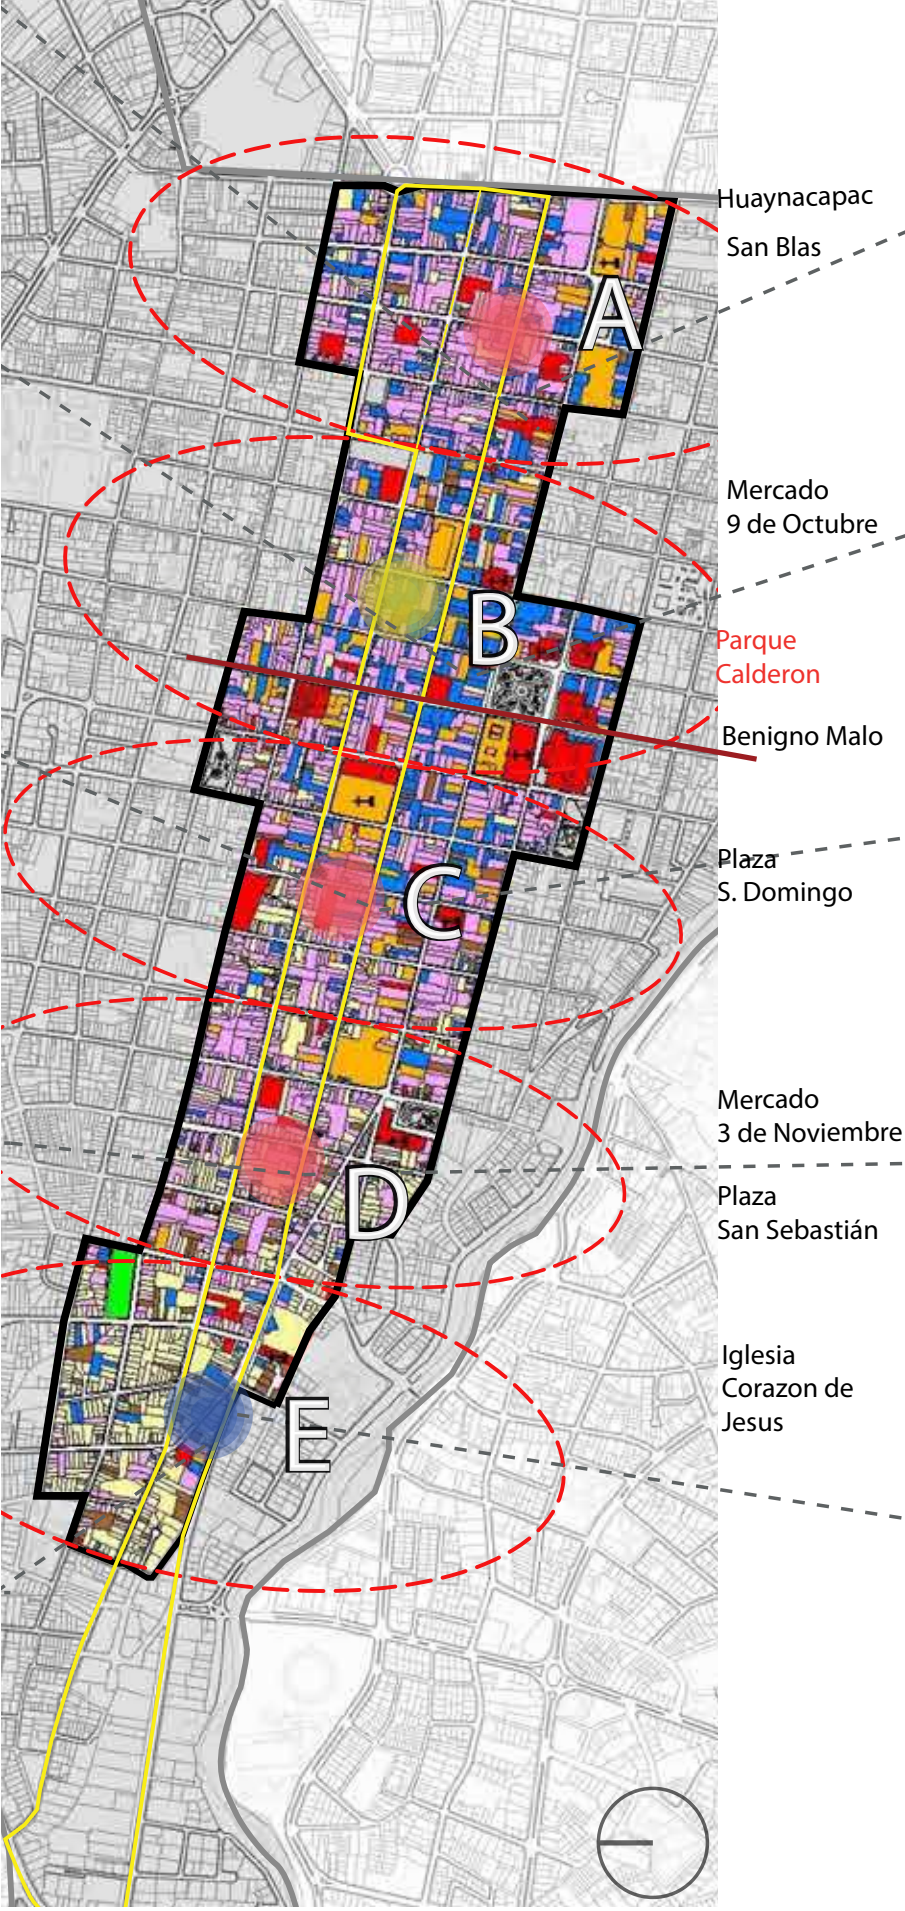 Huaynacapac
San Blas
A
Mercado
9 de Octubre
B
Parque
Calderon
Benigno Malo
Plaza
S. Domingo
C
Mercado
3 de Noviembre
D
Plaza
San Sebastián
Iglesia
Corazon de
Jesus
E